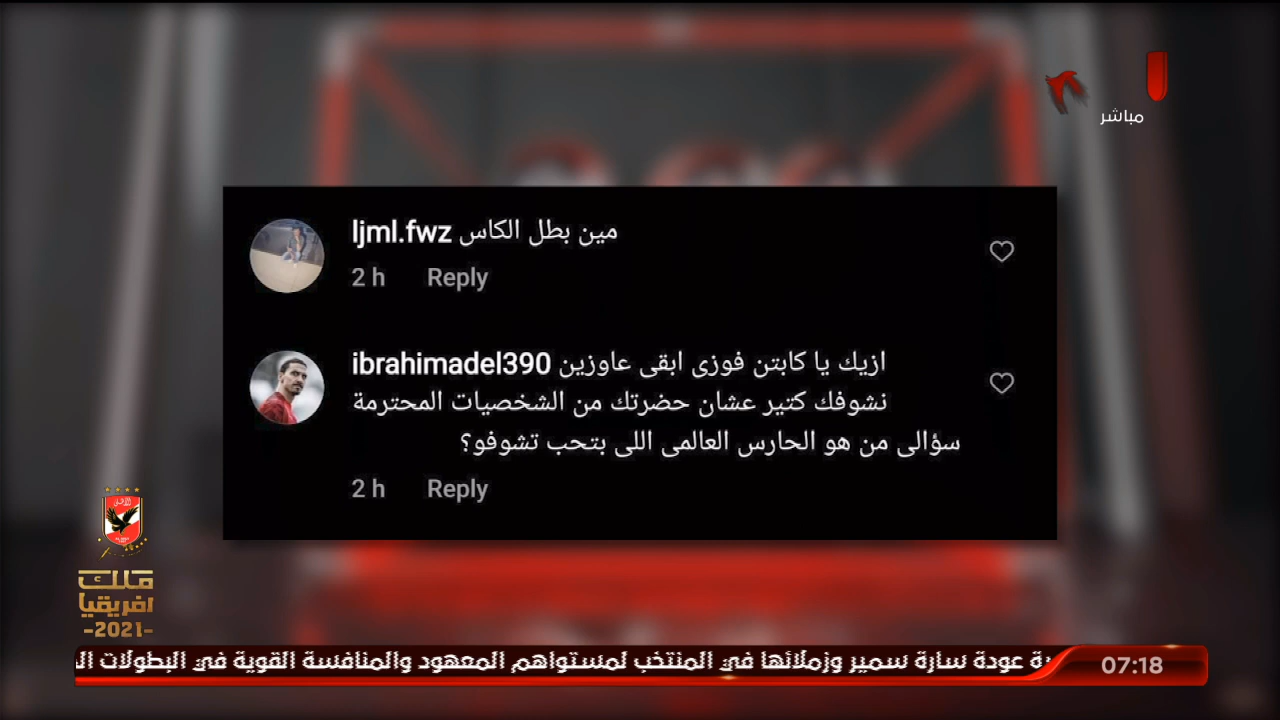 مباشر
ljml.fwz مين بطل الكاس
2 h Reply
ibrahimadel390 ازيك يا كابتن فوزى ابقى عاوزين
نشوفك كتير عشان حضرتك من الشخصيات المحترمة
سؤالى من هو الحارس العالمى اللى بتحب تشوفو؟
2 h Reply
ملك
افريقيا
-2021-
عودة سارة سمير وزملائها في المنتخب لمستواهم المعهود والمنافسة القوية في البطولات
07:18